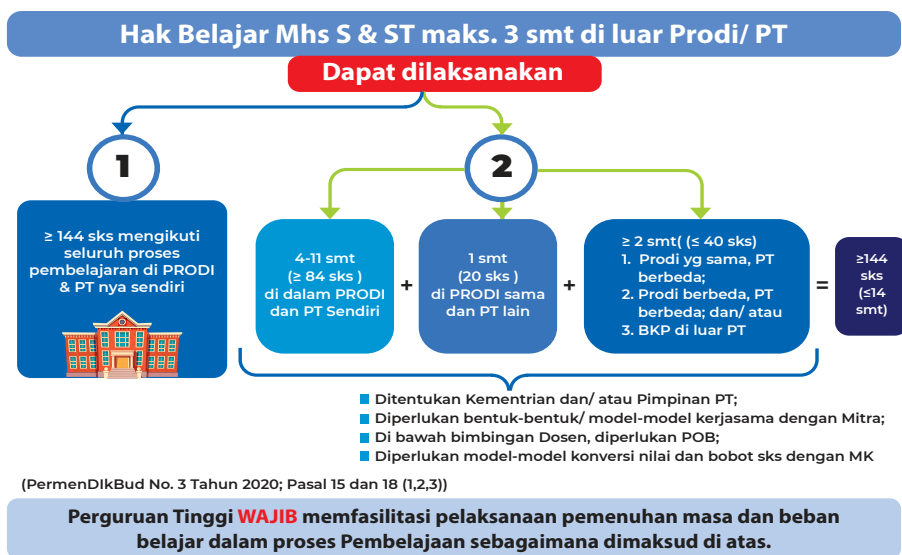 Hak Belajar Mhs S & ST maks. 3 smt di luar Prodi/ PT
Dapat dilaksanakan
1
2
≥ 144 sks mengikuti
seluruh proses
pembelajaran di PRODI
& PT nya sendiri
4-11 smt
(≥ 84 sks )
di dalam PRODI
dan PT Sendiri
+
1 smt
(20 sks )
di PRODI sama
dan PT lain
+
≥ 2 smt( (≤ 40 sks)
1. Prodi yg sama, PT
berbeda;
2. Prodi berbeda, PT
berbeda; dan/ atau
3. BKP di luar PT
=
≥144
sks
(≤14
smt)
Ditentukan Kementrian dan/ atau Pimpinan PT;
Diperlukan bentuk-bentuk/ model-model kerjasama dengan Mitra;
Di bawah bimbingan Dosen, diperlukan POB;
Diperlukan model-model konversi nilai dan bobot sks dengan MK
(PermenDIkBud No. 3 Tahun 2020; Pasal 15 dan 18 (1,2,3))
Perguruan Tinggi WAJIB memfasilitasi pelaksanaan pemenuhan masa dan beban
belajar dalam proses Pembelajaan sebagaimana dimaksud di atas.